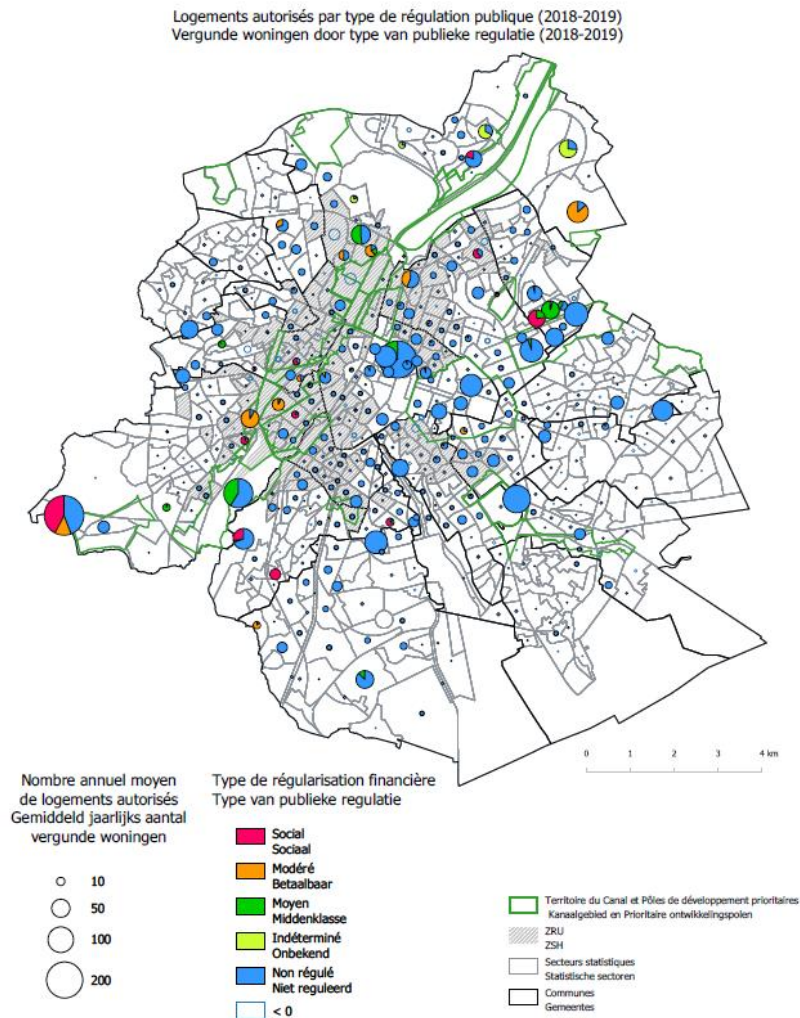 Logements autorisés par type de régulation publique (2018-2019)
Vergunde woningen door type van publieke regulatie (2018-2019)
0 1 2 3 4 km
Nombre annuel moyen
de logements autorisés
Gemiddeld jaarlijks aantal
vergunde woningen
10
50
100
200
Type de régularisation financière
Type van publieke regulatie
Social
Sociaal
Modéré
Betaalbaar
Moyen
Middenklasse
Indéterminé
Onbekend
Non régulé
Niet reguleerd
< 0
Territoire du Canal et Pôles de développement prioritaires
Kanaalgebied en Prioritaire ontwikkelingspolen
ZRU
ZSH
Secteurs statistiques
Statistische sectoren
Communes
Gemeentes